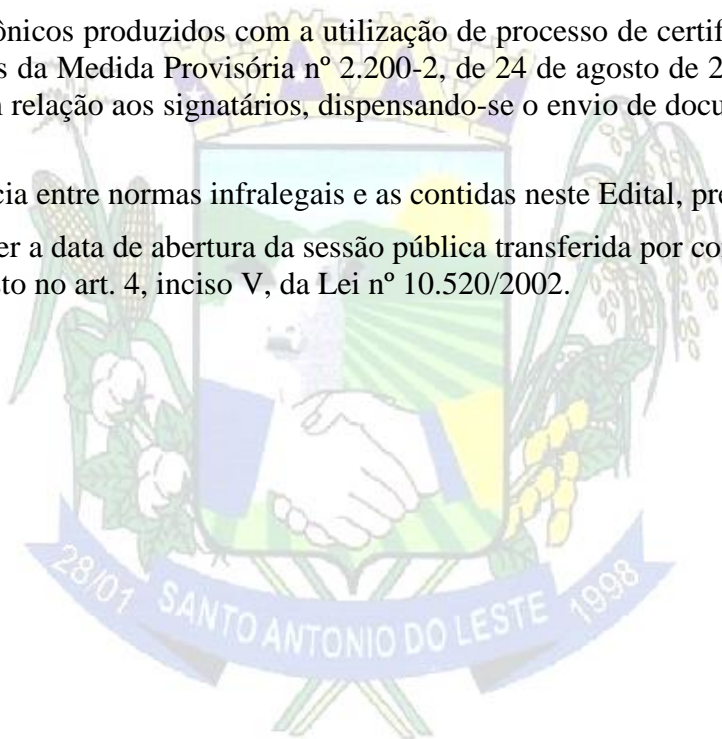 ônicos produzidos com a utilização de processo de certif
s da Medida Provisória nº 2.200-2, de 24 de agosto de 2
relação aos signatários, dispensando-se o envio de docu
cia entre normas infralegais e as contidas neste Edital, pre
er a data de abertura da sessão pública transferida por co
to no art. 4, inciso V, da Lei nº 10.520/2002.
28/01 SANTO ANTONIO DO LESTE 1998